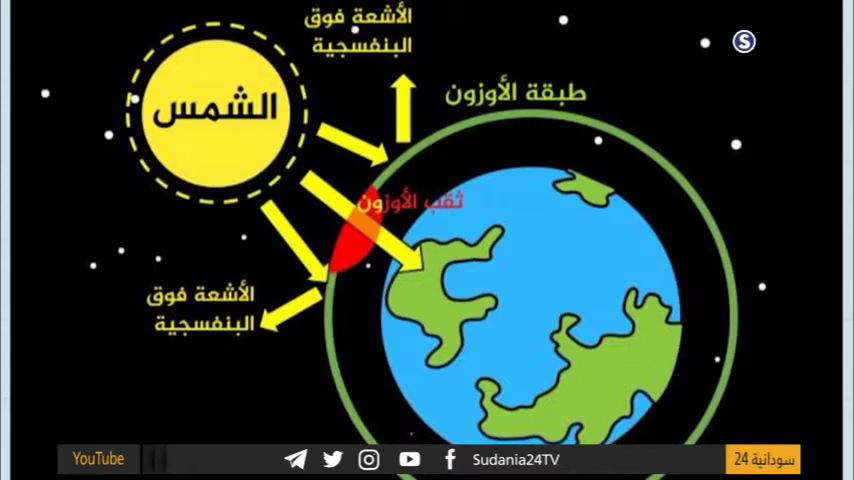 الأشعة فوق
البنفسجية
S
طبقة الأوزون
الشمس
ثقب الأوزون
الأشعة فوق
البنفسجية
YouTube
Sudania24TV
سودانية 24